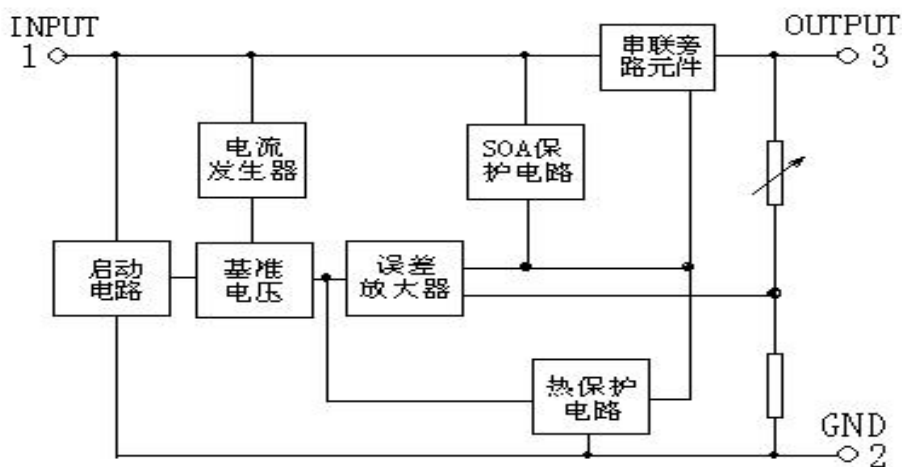 INPUT
1
串联旁
路元件
OUTPUT
3
电流
发生器
SOA保
护电路
启动
电路
基准
电压
误差
放大器
热保护
电路
GND
2